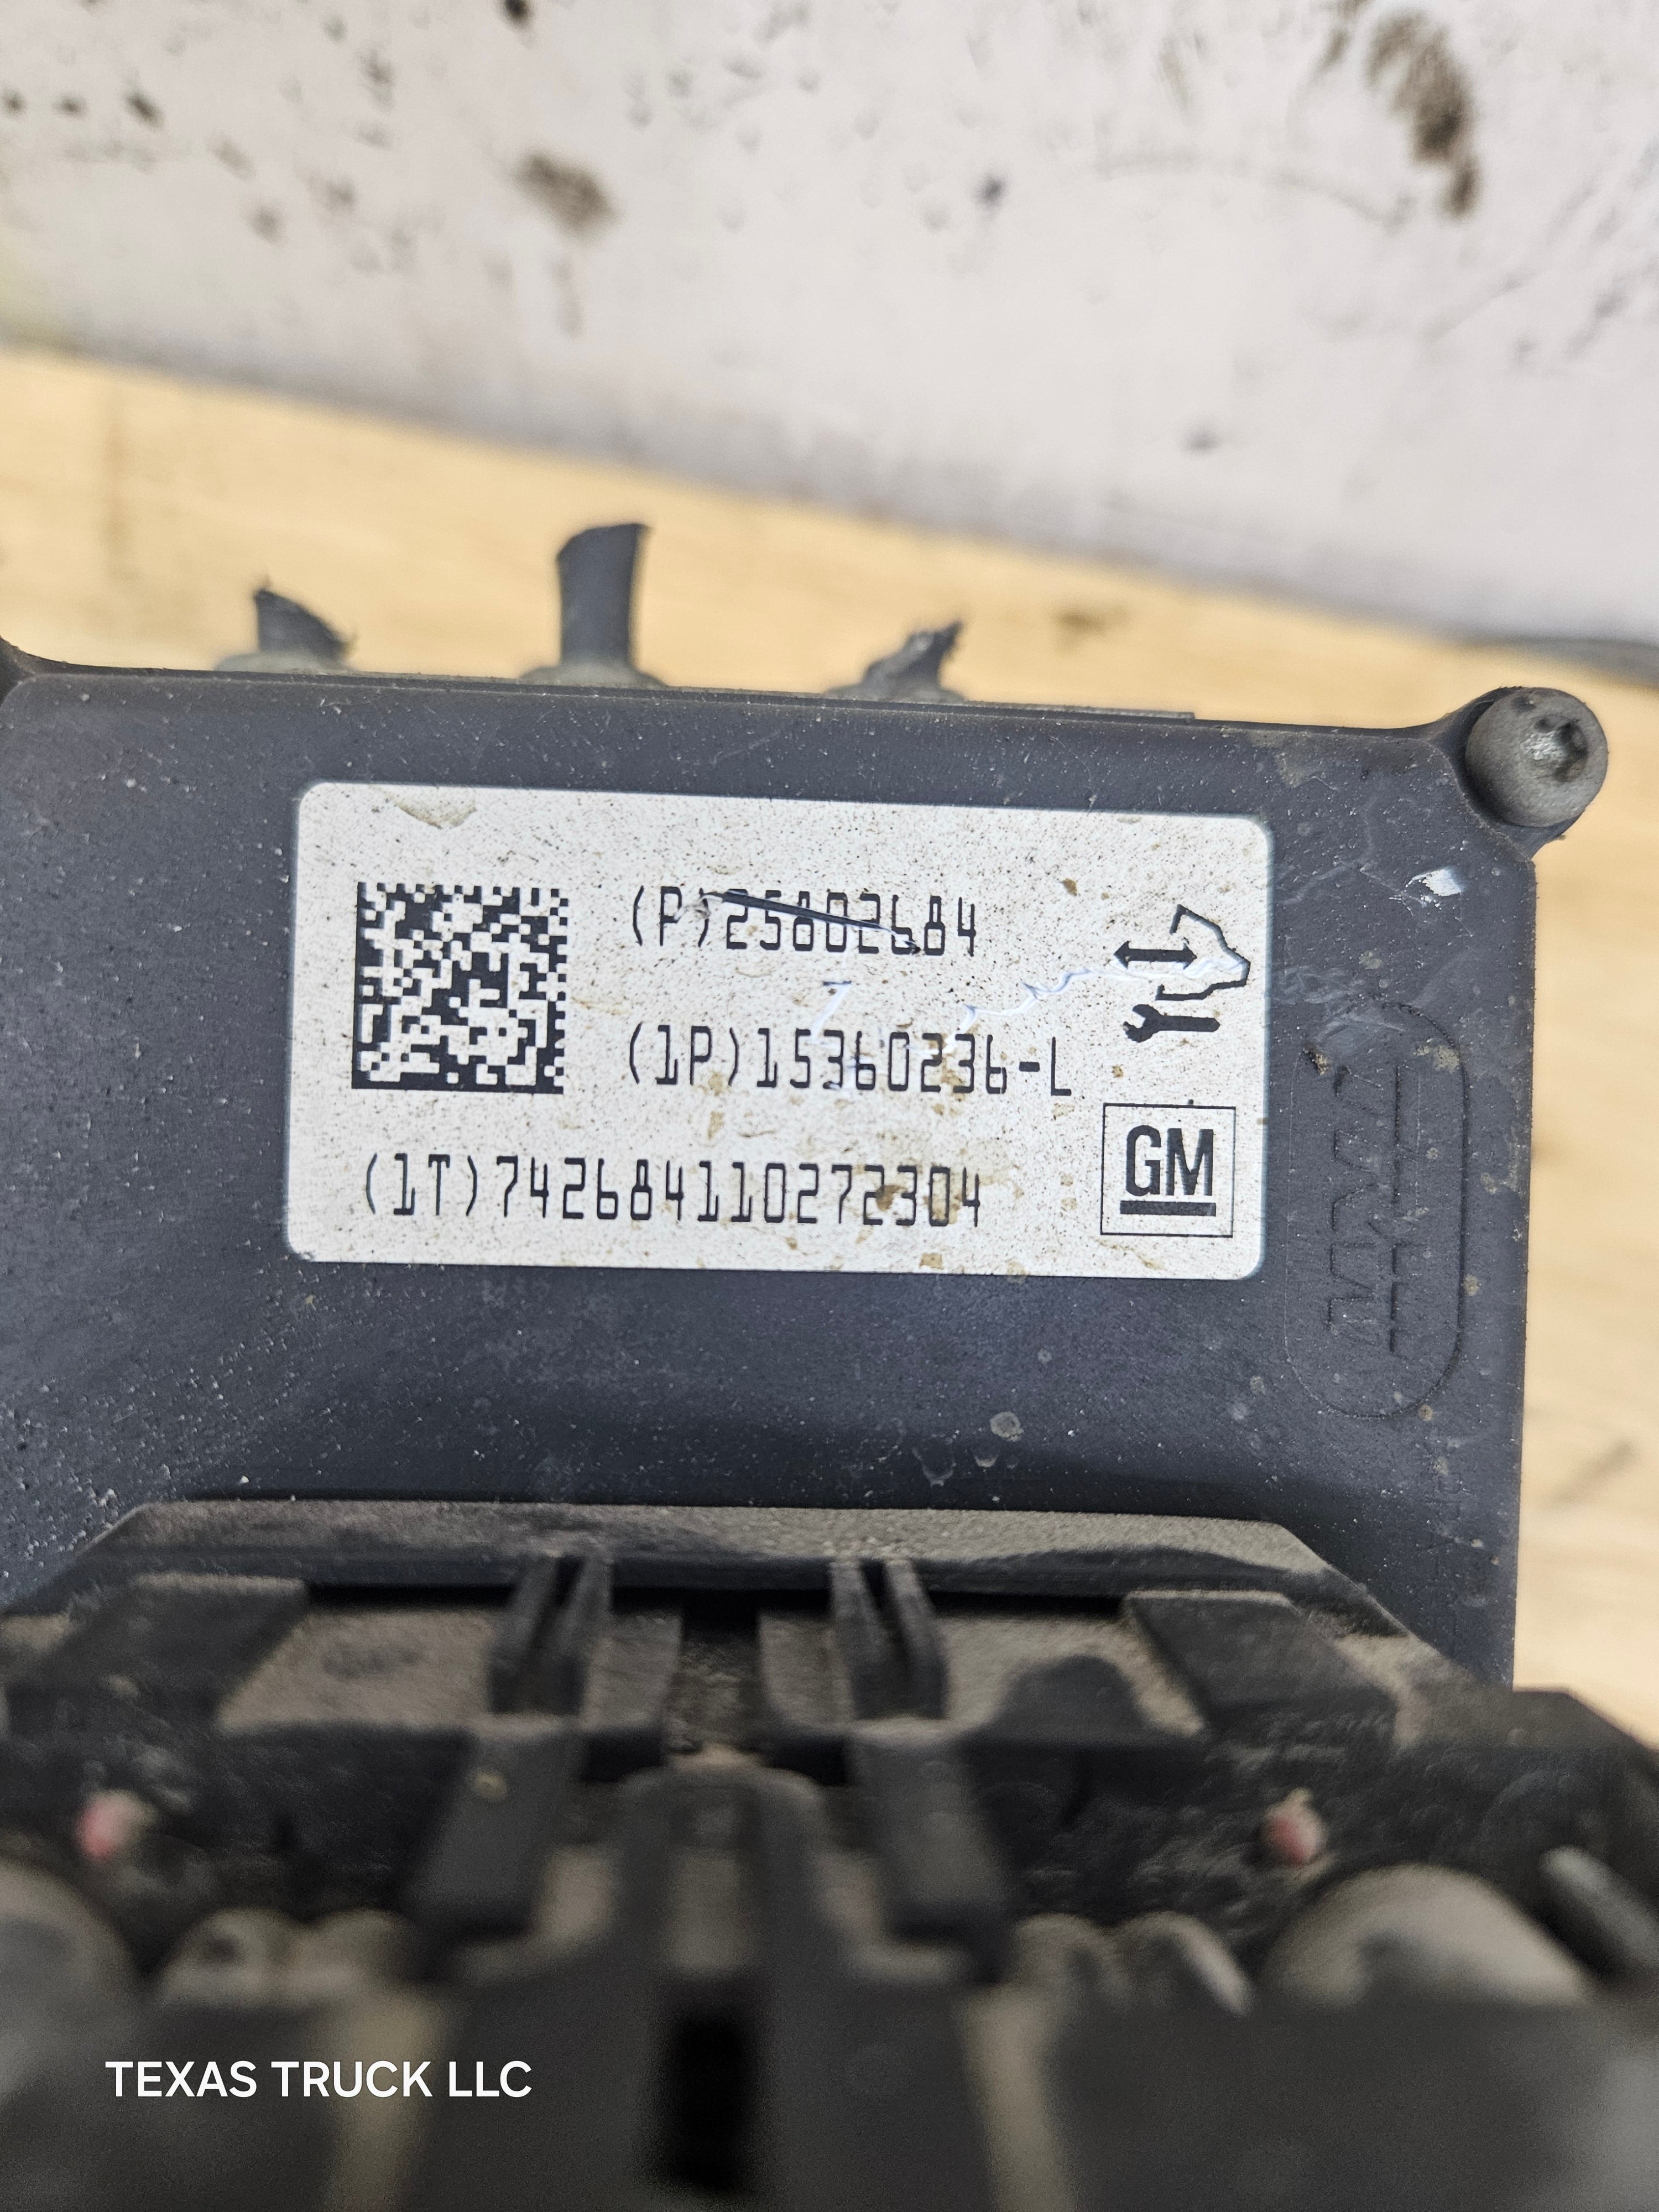 (P)25802684
(1P)15360236-L
(1T)742684110272304
GM
TEXAS TRUCK LLC